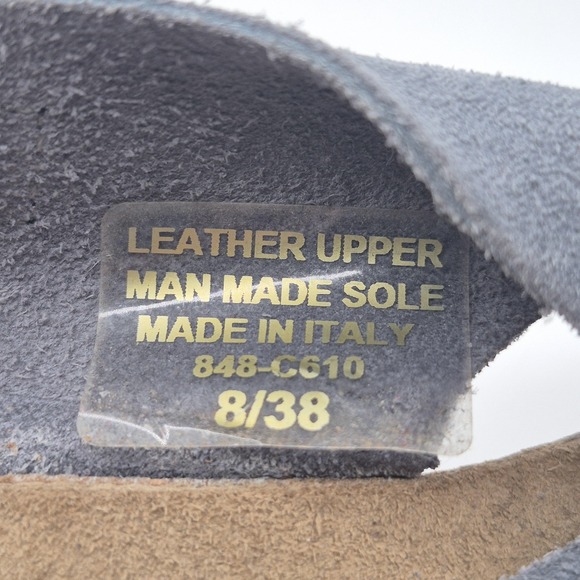 LEATHER UPPER
MAN MADE SOLE
MADE IN ITALY
848-C610
8/38